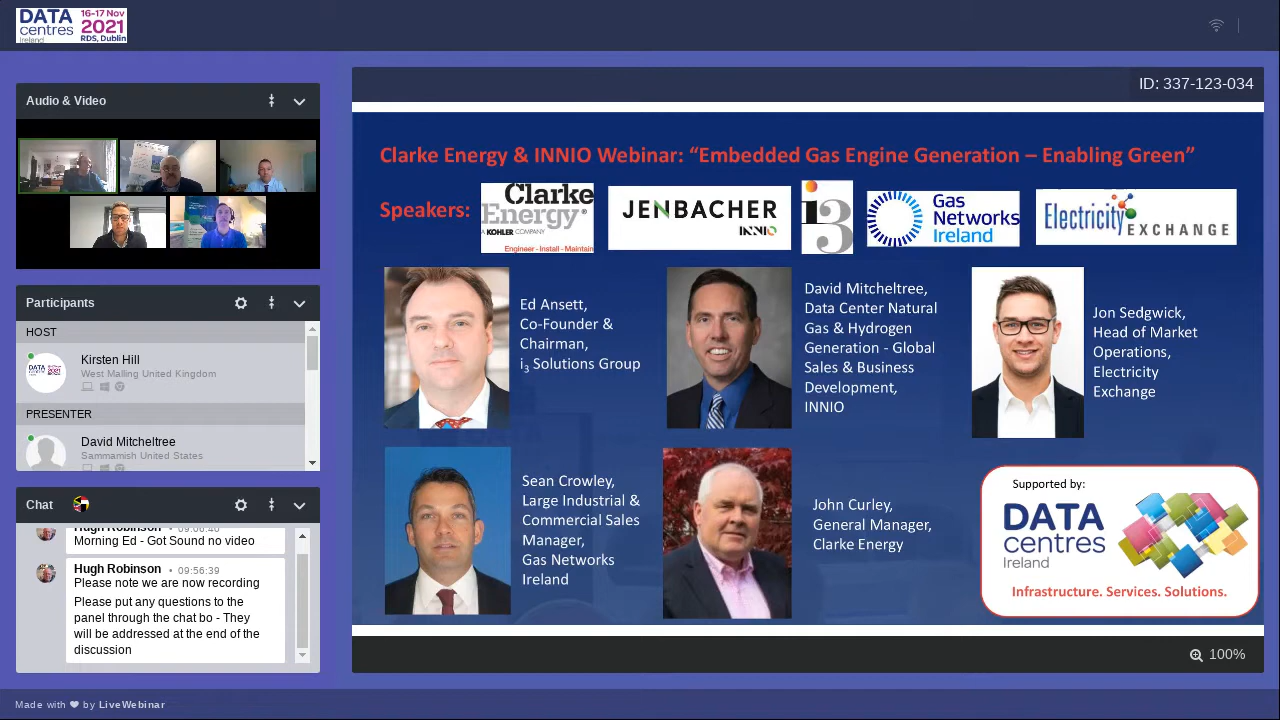 DATA
centres
Ireland
16-17 Nov
2021
RDS, Dublin
ID: 337-123-034
Audio & Video
Participants
HOST
Kirsten Hill
West Malling United Kingdom
PRESENTER
David Mitcheltree
Sammamish United States
Chat
Hugh Robinson • 09:06:40
Morning Ed - Got Sound no video
Hugh Robinson • 09:56:39
Please note we are now recording
Please put any questions to the
panel through the chat bo - They
will be addressed at the end of the
discussion
Clarke Energy & INNIO Webinar: “Embedded Gas Engine Generation – Enabling Green”
Speakers:
Clarke
Energy®
A KOHLER COMPANY
Engineer - Install - Maintain
JENBACHER
INNIO
i3
Gas
Networks
Ireland
Electricity
EXCHANGE
Ed Ansett,
Co-Founder &
Chairman,
i3 Solutions Group
David Mitcheltree,
Data Center Natural
Gas & Hydrogen
Generation - Global
Sales & Business
Development,
INNIO
Jon Sedgwick,
Head of Market
Operations,
Electricity
Exchange
Sean Crowley,
Large Industrial &
Commercial Sales
Manager,
Gas Networks
Ireland
John Curley,
General Manager,
Clarke Energy
Supported by:
DATA
centres
Ireland
Infrastructure. Services. Solutions.
100%
Made with ❤ by LiveWebinar